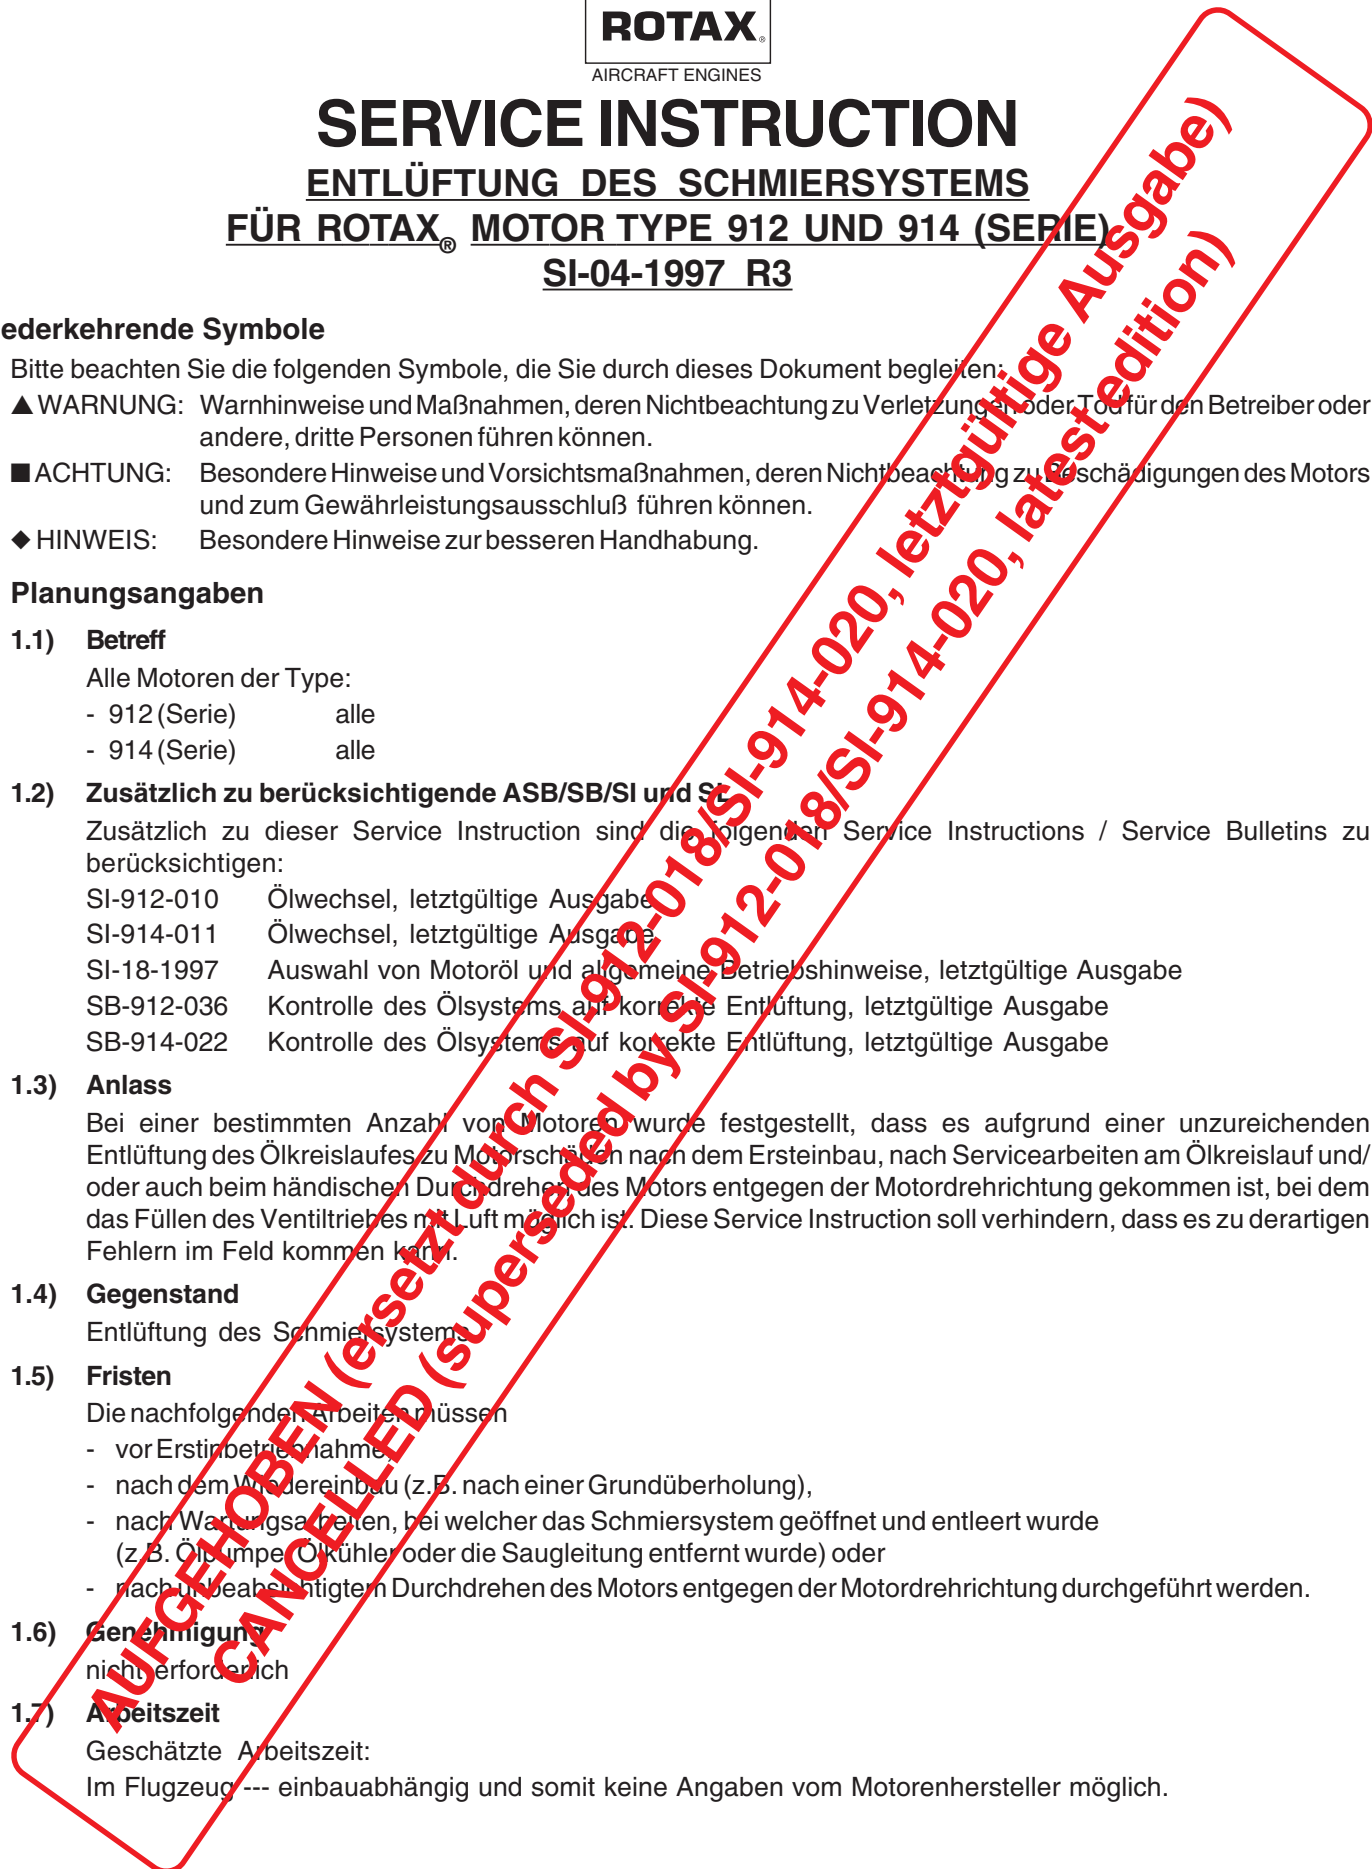 ROTAX®
AIRCRAFT ENGINES
SERVICE INSTRUCTION
ENTLÜFTUNG DES SCHMIERSYSTEMS
FÜR ROTAX® MOTOR TYPE 912 UND 914 (SERIE)
SI-04-1997 R3
ederkehrende Symbole
Bitte beachten Sie die folgenden Symbole, die Sie durch dieses Dokument begleiten:
▲ WARNUNG: Warnhinweise und Maßnahmen, deren Nichtbeachtung zu Verletzungen oder Tod für den Betreiber oder
andere, dritte Personen führen können.
■ ACHTUNG: Besondere Hinweise und Vorsichtsmaßnahmen, deren Nichtbeachtung zu Beschädigungen des Motors
und zum Gewährleistungsausschluß führen können.
◆ HINWEIS: Besondere Hinweise zur besseren Handhabung.
Planungsangaben
1.1) Betreff
Alle Motoren der Type:
- 912 (Serie) alle
- 914 (Serie) alle
1.2) Zusätzlich zu berücksichtigende ASB/SB/SI und SL
Zusätzlich zu dieser Service Instruction sind die folgenden Service Instructions / Service Bulletins zu
berücksichtigen:
SI-912-010 Ölwechsel, letztgültige Ausgabe
SI-914-011 Ölwechsel, letztgültige Ausgabe
SI-18-1997 Auswahl von Motoröl und allgemeine Betriebshinweise, letztgültige Ausgabe
SB-912-036 Kontrolle des Ölsystems auf korrekte Entlüftung, letztgültige Ausgabe
SB-914-022 Kontrolle des Ölsystems auf korrekte Entlüftung, letztgültige Ausgabe
1.3) Anlass
Bei einer bestimmten Anzahl von Motoren wurde festgestellt, dass es aufgrund einer unzureichenden
Entlüftung des Ölkreislaufes zu Motorschäden nach dem Ersteinbau, nach Servicearbeiten am Ölkreislauf und/
oder auch beim händischen Durchdrehen des Motors entgegen der Motordrehrichtung gekommen ist, bei dem
das Füllen des Ventiltriebes mit Luft möglich ist. Diese Service Instruction soll verhindern, dass es zu derartigen
Fehlern im Feld kommen kann.
1.4) Gegenstand
Entlüftung des Schmiersystems
1.5) Fristen
Die nachfolgenden Arbeiten müssen
- vor Erstinbetriebnahme,
- nach dem Wiedereinbau (z.B. nach einer Grundüberholung),
- nach Wartungsarbeiten, bei welcher das Schmiersystem geöffnet und entleert wurde
(z.B. Ölpumpe, Ölkühler oder die Saugleitung entfernt wurde) oder
- nach unbeabsichtigtem Durchdrehen des Motors entgegen der Motordrehrichtung durchgeführt werden.
1.6) Genehmigung
nicht erforderlich
1.7) Arbeitszeit
Geschätzte Arbeitszeit:
Im Flugzeug --- einbauabhängig und somit keine Angaben vom Motorenhersteller möglich.
AUFGEHOBEN (ersetzt durch SI-912-018/SI-914-020, letztgültige Ausgabe)
CANCELLED (superseded by SI-912-018/SI-914-020, latest edition)